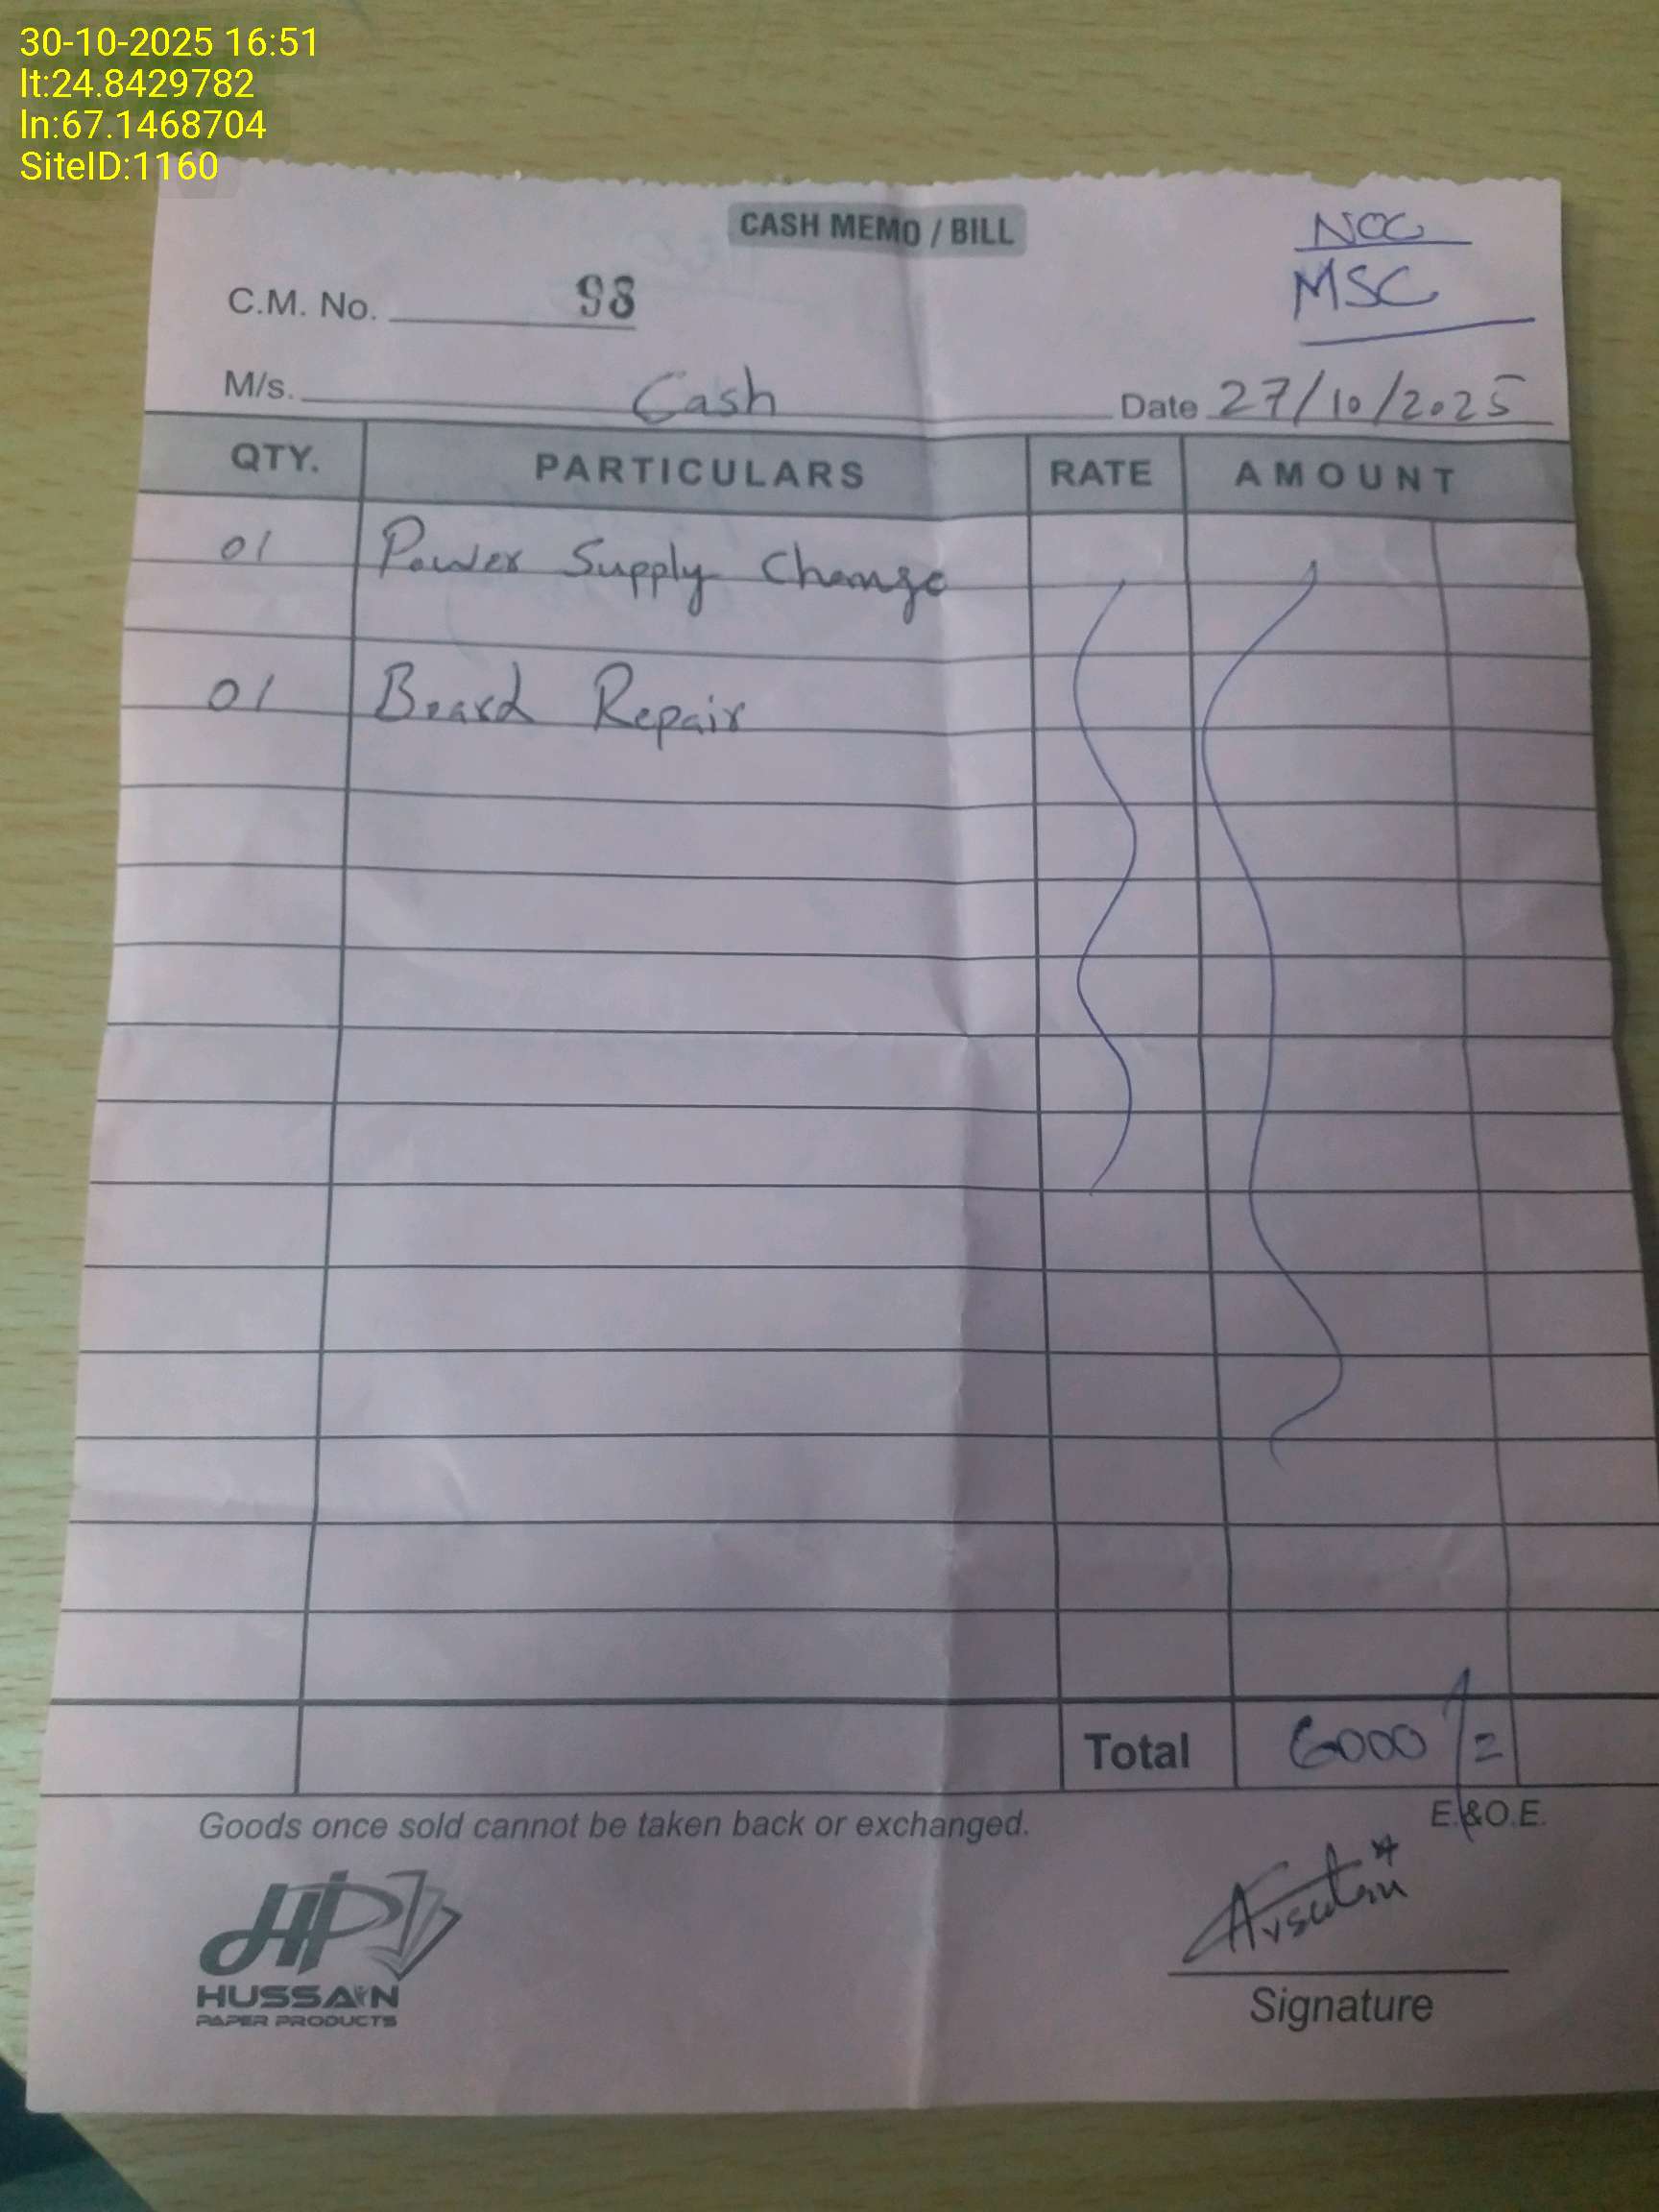 30-10-2025 16:51
lt:24.8429782
ln:67.1468704
SiteID:1160
CASH MEMO / BILL
NOC
MSC
C.M. No. 98
M/s. Cash Date 27/10/2025
QTY. PARTICULARS RATE AMOUNT
01 Power Supply Change
01 Board Repair
Total 6000/=
Goods once sold cannot be taken back or exchanged. E.&O.E.
HP
HUSSAIN
PAPER PRODUCTS
Signature